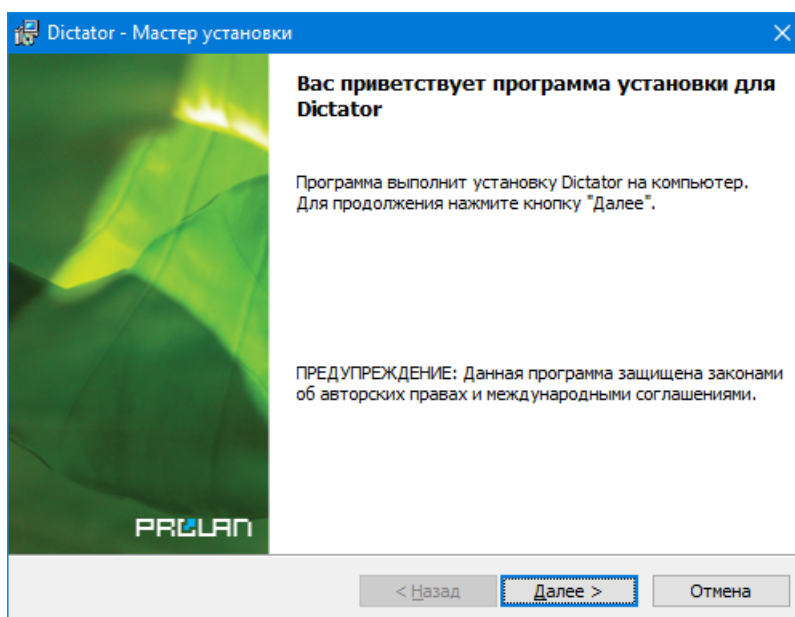 Dictator - Мастер установки
Вас приветствует программа установки для
Dictator
Программа выполнит установку Dictator на компьютер.
Для продолжения нажмите кнопку "Далее".
ПРЕДУПРЕЖДЕНИЕ: Данная программа защищена законами
об авторских правах и международными соглашениями.
PROLAN
< Назад
Далее >
Отмена